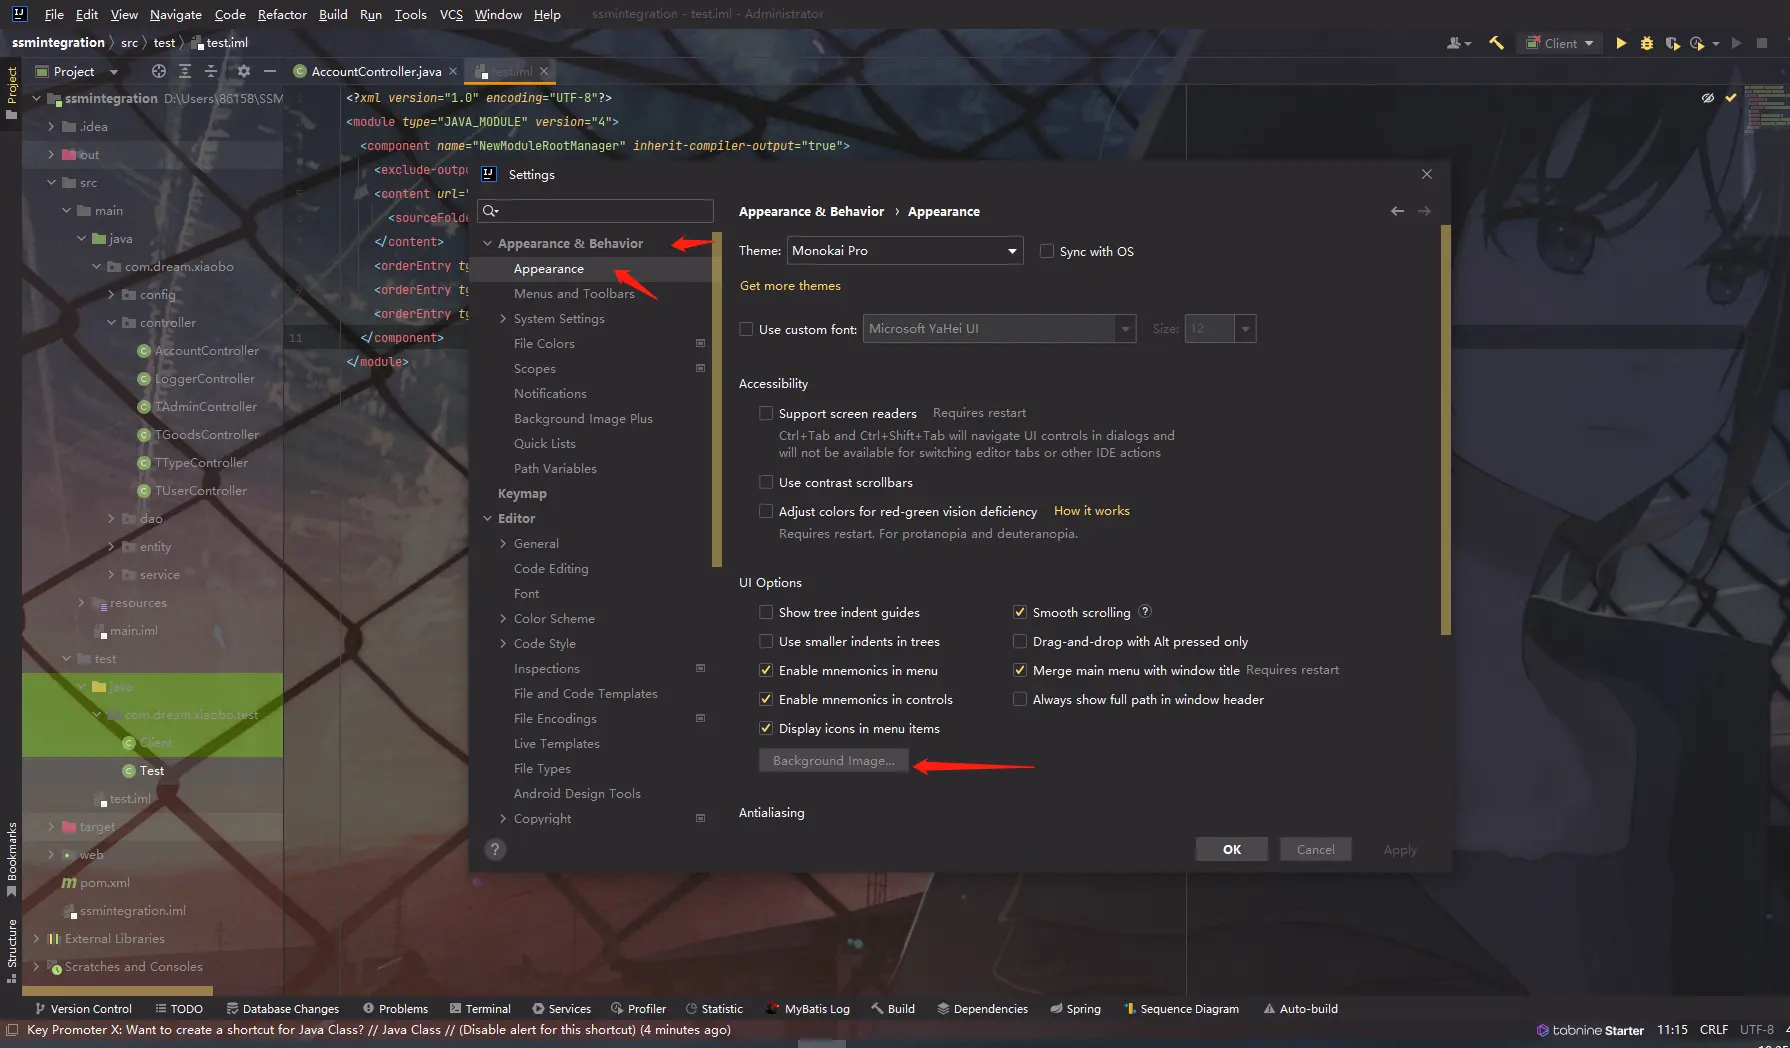 File Edit View Navigate Code Refactor Build Run Tools VCS Window Help ssmintegration - test.iml - Administrator
ssmintegration src test test.iml
Client
Project
AccountController.java
test.iml
Project
ssmintegration D:\Users\86158\SSM
.idea
out
src
main
java
com.dream.xiaobo
config
controller
AccountController
LoggerController
TAdminController
TGoodsController
TTypeController
TUserController
dao
entity
service
resources
main.iml
test
java
com.dream.xiaobo.test
Client
Test
test.iml
target
web
pom.xml
ssmintegration.iml
External Libraries
Scratches and Consoles
Bookmarks
Structure
1 <?xml version="1.0" encoding="UTF-8"?>
<module type="JAVA_MODULE" version="4">
<component name="NewModuleRootManager" inherit-compiler-output="true">
<exclude-outpu
5 <content url="
<sourceFolde
</content>
<orderEntry ty
9 <orderEntry ty
<orderEntry ty
11 </component>
</module>
Settings
Appearance & Behavior
Appearance
Menus and Toolbars
System Settings
File Colors
Scopes
Notifications
Background Image Plus
Quick Lists
Path Variables
Keymap
Editor
General
Code Editing
Font
Color Scheme
Code Style
Inspections
File and Code Templates
File Encodings
Live Templates
File Types
Android Design Tools
Copyright
?
Appearance & Behavior › Appearance
Theme: Monokai Pro Sync with OS
Get more themes
Use custom font: Microsoft YaHei UI Size: 12
Accessibility
Support screen readers Requires restart
Ctrl+Tab and Ctrl+Shift+Tab will navigate UI controls in dialogs and
will not be available for switching editor tabs or other IDE actions
Use contrast scrollbars
Adjust colors for red-green vision deficiency How it works
Requires restart. For protanopia and deuteranopia.
UI Options
Show tree indent guides Smooth scrolling ?
Use smaller indents in trees Drag-and-drop with Alt pressed only
Enable mnemonics in menu Merge main menu with window title Requires restart
Enable mnemonics in controls Always show full path in window header
Display icons in menu items
Background Image...
Antialiasing
OK Cancel Apply
Version Control TODO Database Changes Problems Terminal Services Profiler Statistic MyBatis Log Build Dependencies Spring Sequence Diagram Auto-build
Key Promoter X: Want to create a shortcut for Java Class? // Java Class // (Disable alert for this shortcut) (4 minutes ago) tabnine Starter 11:15 CRLF UTF-8